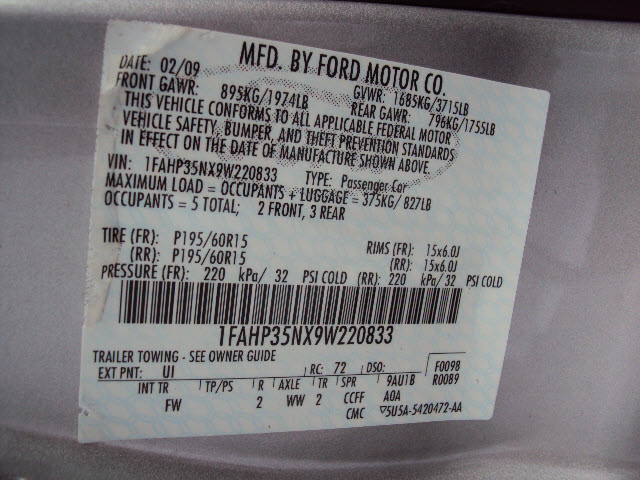 MFD. BY FORD MOTOR CO.
DATE: 02/09 GVWR: 1685KG/3715LB
FRONT GAWR: 895KG/1974LB REAR GAWR: 796KG/1755LB
THIS VEHICLE CONFORMS TO ALL APPLICABLE FEDERAL MOTOR
VEHICLE SAFETY, BUMPER, AND THEFT PREVENTION STANDARDS
IN EFFECT ON THE DATE OF MANUFACTURE SHOWN ABOVE.
VIN: 1FAHP35NX9W220833 TYPE: Passenger Car
MAXIMUM LOAD = OCCUPANTS + LUGGAGE = 375KG/827LB
OCCUPANTS = 5 TOTAL; 2 FRONT, 3 REAR
TIRE (FR): P195/60R15 RIMS (FR): 15x6.0J
(RR): P195/60R15 (RR): 15x6.0J
PRESSURE (FR): 220 kPa/ 32 PSI COLD (RR): 220 kPa/ 32 PSI COLD
1FAHP35NX9W220833
TRAILER TOWING - SEE OWNER GUIDE
EXT PNT: UI RC: 72 DSO: F0098
INT TR TP/PS R AXLE TR SPR 9AU1B R0089
FW 2 WW 2 CCFF A0A
CMC ▽5U5A-5420472-AA